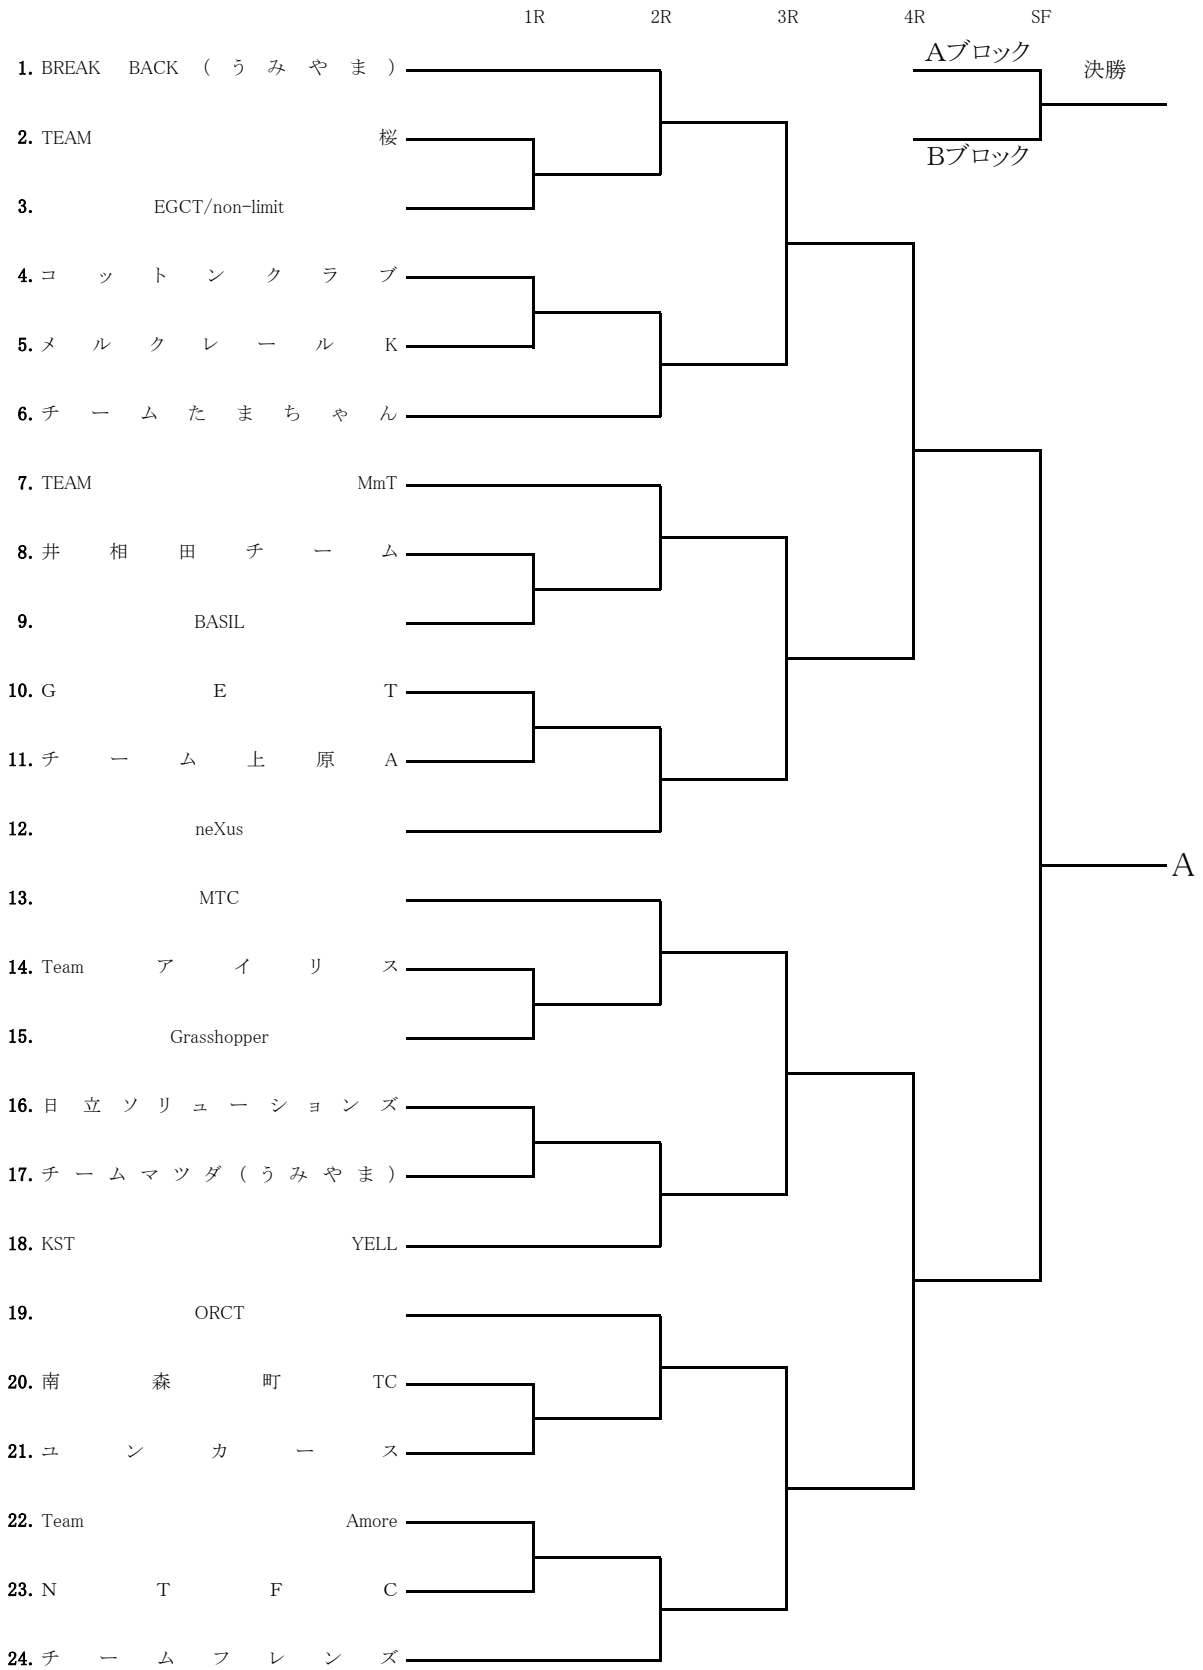 1R 2R 3R 4R SF
Aブロック
1. BREAK BACK (うみやま)
決勝
2. TEAM 桜
Bブロック
3. EGCT/non-limit
4. コットンクラブ
5. メルクレールK
6. チームたまちゃん
7. TEAM MmT
8. 井相田チーム
9. BASIL
10. GET
11. チーム上原A
12. neXus
A
13. MTC
14. Team アイリス
15. Grasshopper
16. 日立ソリューションズ
17. チームマツダ(うみやま)
18. KST YELL
19. ORCT
20. 南森町TC
21. ユンカース
22. Team Amore
23. NTFC
24. チームフレンズ